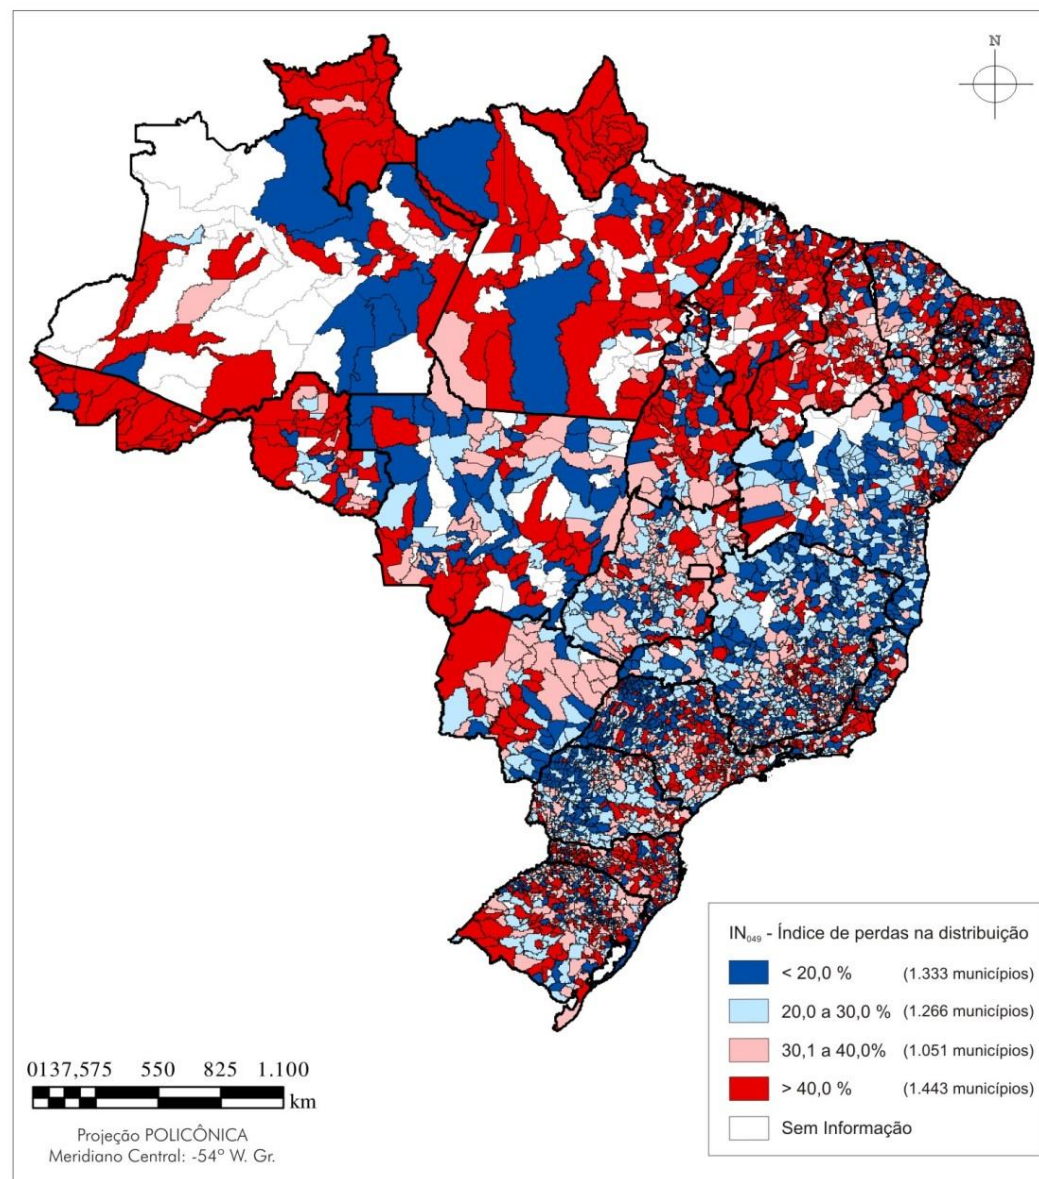 N
IN049 - Índice de perdas na distribuição
< 20,0 % (1.333 municípios)
20,0 a 30,0 % (1.266 municípios)
30,1 a 40,0% (1.051 municípios)
> 40,0 % (1.443 municípios)
Sem Informação
0137,575 550 825 1.100
km
Projeção POLICÔNICA
Meridiano Central: -54º W. Gr.